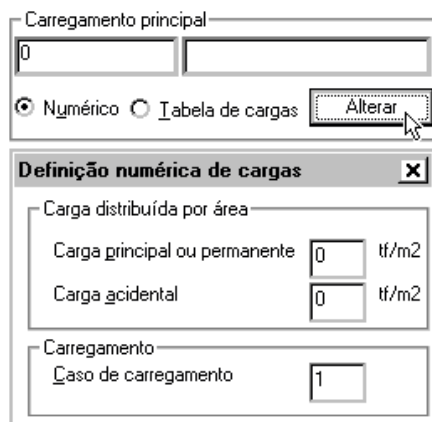 Carregamento principal
0
Numérico Tabela de cargas Alterar
Definição numérica de cargas
Carga distribuída por área
Carga principal ou permanente 0 tf/m2
Carga acidental 0 tf/m2
Carregamento
Caso de carregamento 1